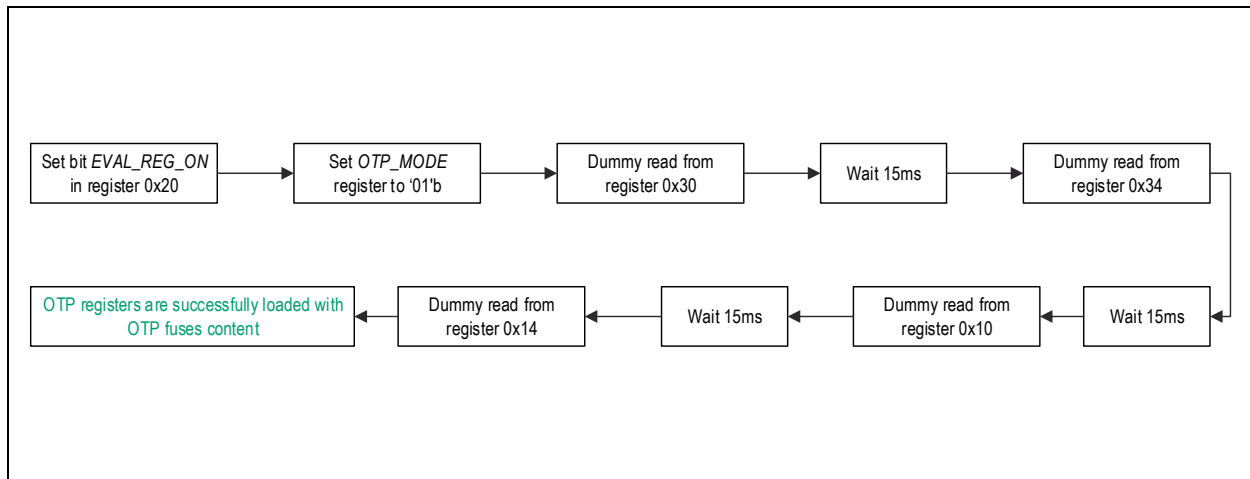 Set bit EVAL_REG_ON
in register 0x20
Set OTP_MODE
register to ‘01'b
Dummy read from
register 0x30
Wait 15ms
Dummy read from
register 0x34
Wait 15ms
Dummy read from
register 0x10
Wait 15ms
Dummy read from
register 0x14
OTP registers are successfully loaded with
OTP fuses content